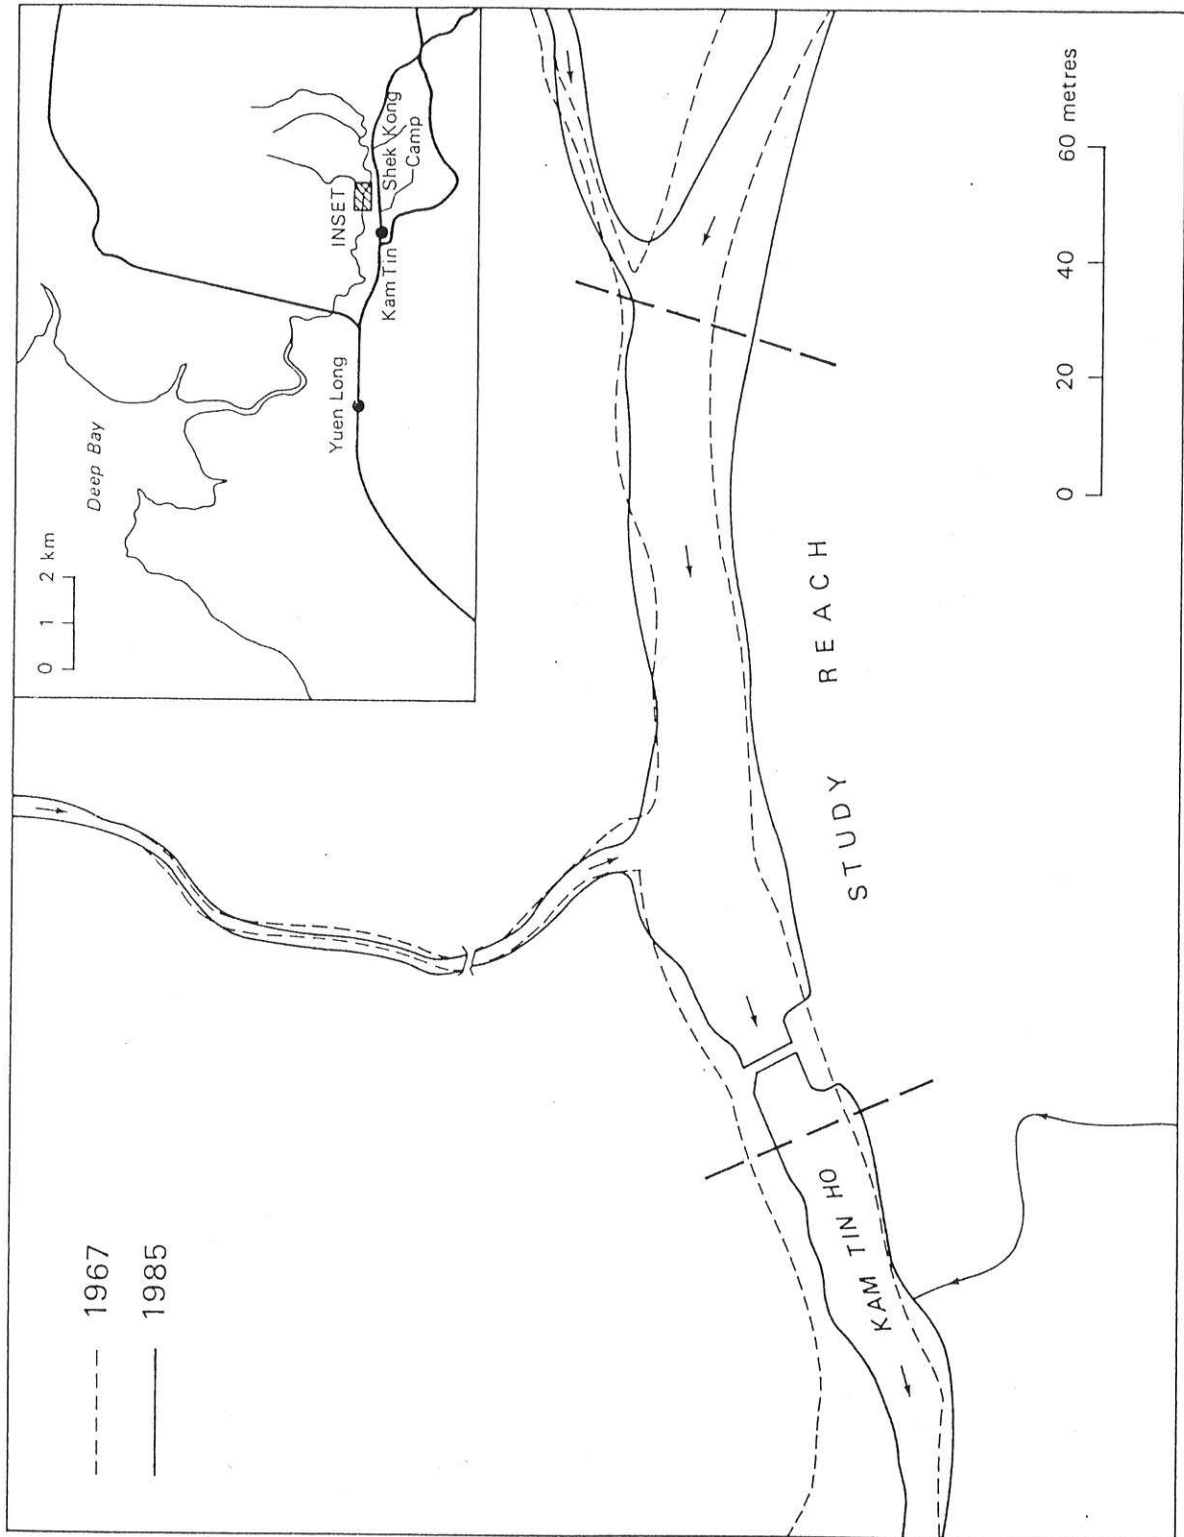 1967
1985
0 1 2 km
Deep Bay
Yuen Long
INSET
Kam Tin
Shek Kong
Camp
KAM TIN HO
STUDY REACH
0 20 40 60 metres